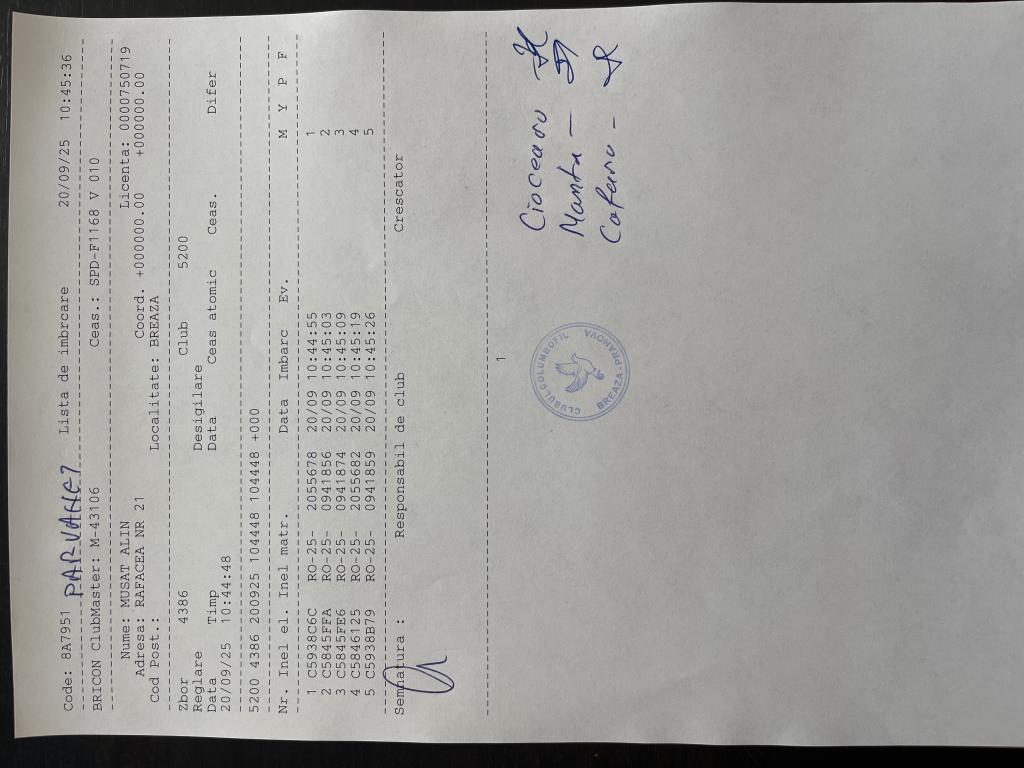 Code: 8A7951 PARVANE7 Lista de imbrcare 20/09/25 10:45:36
BRICON ClubMaster: M-43106 Ceas.: SPD-F1168 V 010
Nume: MUSAT ALIN Licenta: 0000750719
Adresa: RAFACEA NR 21 Coord. +000000.00 +000000.00
Cod Post.: Localitate: BREAZA
Zbor 4386 Club 5200
Reglare Desigilare
Data Timp Data Ceas atomic Ceas. Difer
20/09/25 10:44:48
5200 4386 200925 104448 104448 +000
Nr. Inel el. Inel matr. Data Imbarc Ev. M Y P F
1 C5938C6C RO-25- 2055678 20/09 10:44:55 1
2 C5845FFA RO-25- 0941856 20/09 10:45:03 2
3 C5845FE6 RO-25- 0941874 20/09 10:45:09 3
4 C5846125 RO-25- 2055682 20/09 10:45:19 4
5 C5938B79 RO-25- 0941859 20/09 10:45:26 5
Semnatura : Responsabil de club Crescator
1
CLUBUL COLUMBOFIL VALOVA
BREAZA-PRAHOVA
Cioceanu
Manta -
Cofaru -